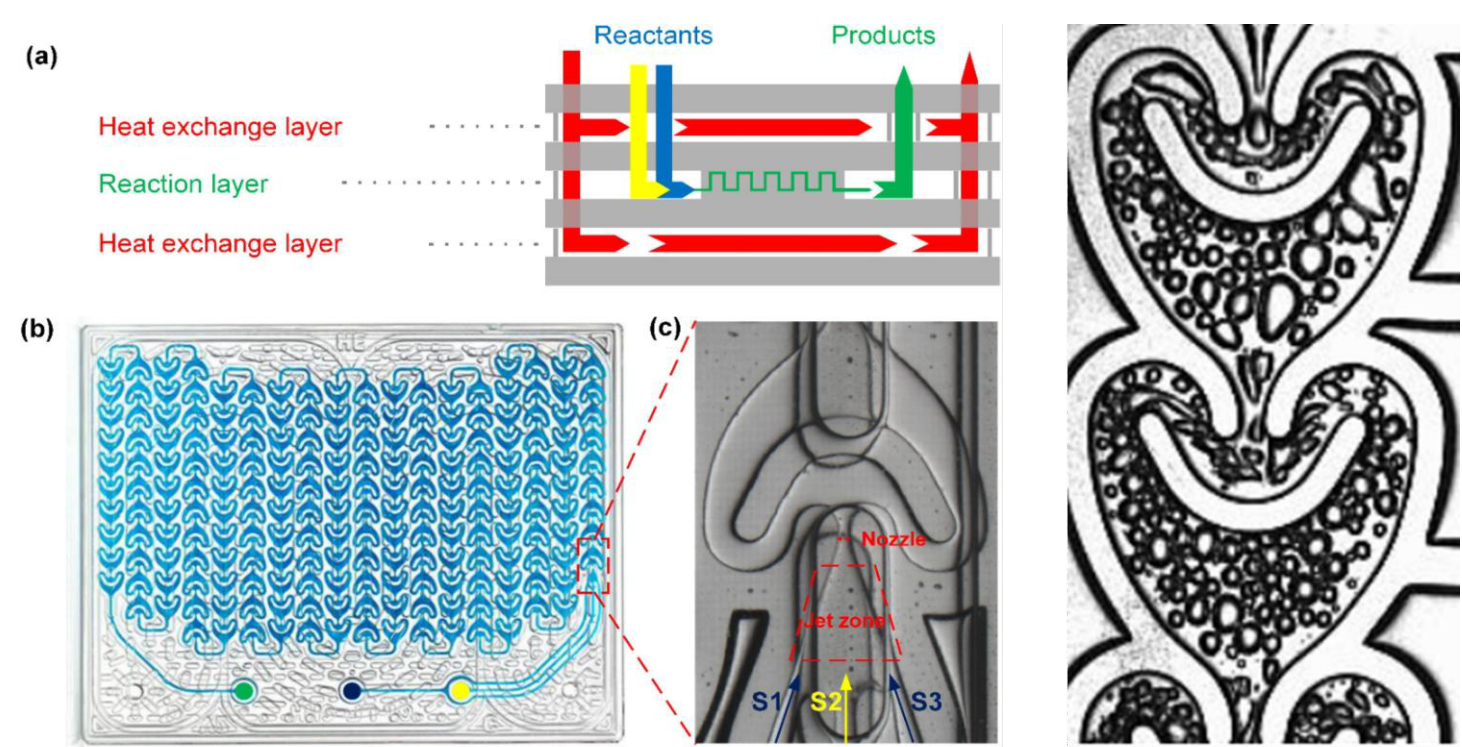 (a)
Reactants
Products
Heat exchange layer
Reaction layer
Heat exchange layer
(b)
HE
(c)
Nozzle
Jet zone
S1
S2
S3